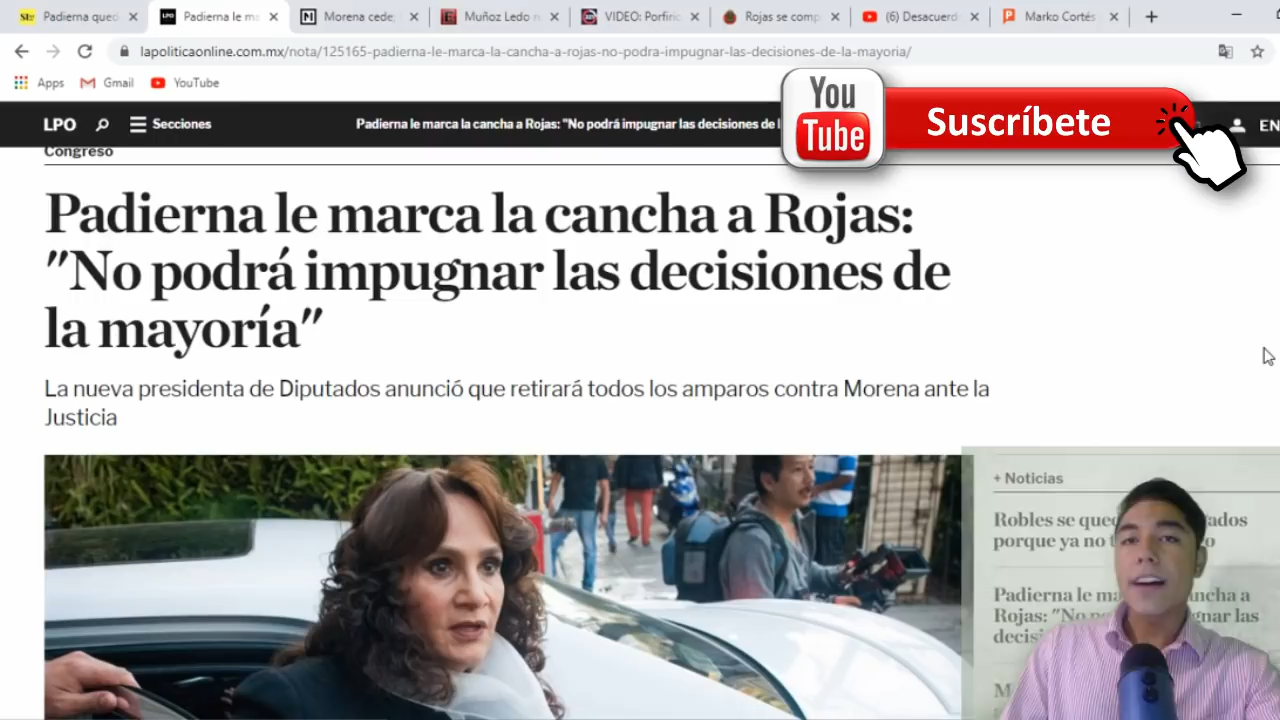 Padierna qued
Padierna le ma
Morena cede,
Muñoz Ledo n
VIDEO: Porfiri
Rojas se comp
(6) Desacuerd
Marko Cortés
lapoliticaonline.com.mx/nota/125165-padierna-le-marca-la-cancha-a-rojas-no-podra-impugnar-las-decisiones-de-la-mayoria/
Apps
Gmail
YouTube
You
Tube
Suscríbete
LPO
Secciones
Padierna le marca la cancha a Rojas: "No podrá impugnar las decisiones de l
EN
Congreso
Padierna le marca la cancha a Rojas:
"No podrá impugnar las decisiones de
la mayoría"
La nueva presidenta de Diputados anunció que retirará todos los amparos contra Morena ante la
Justicia
+ Noticias
Robles se que
porque ya no
Padierna le ma
ancha a
Rojas: "No
gnar las
decisi
M